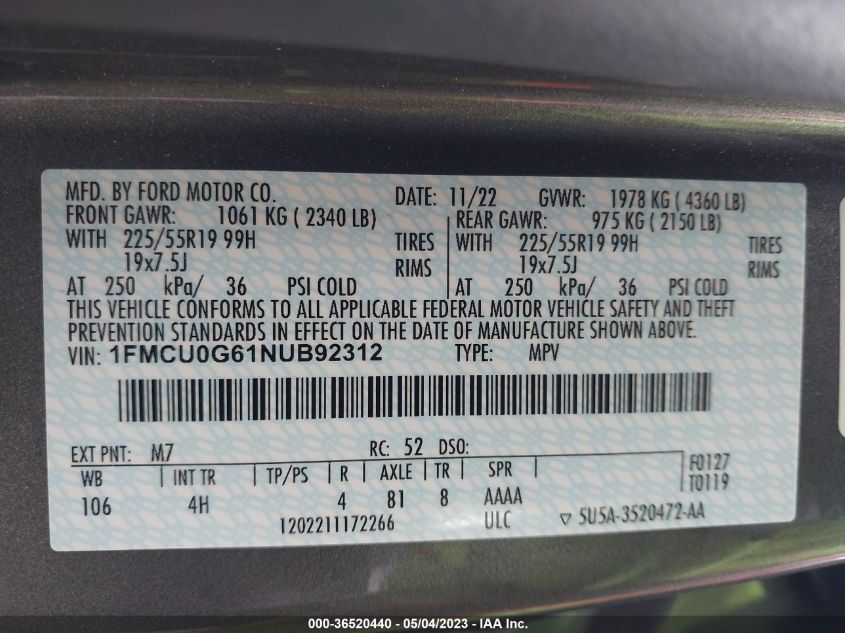 MFD. BY FORD MOTOR CO. DATE: 11/22 GVWR: 1978 KG ( 4360 LB)
FRONT GAWR: 1061 KG ( 2340 LB) REAR GAWR: 975 KG ( 2150 LB)
WITH 225/55R19 99H TIRES WITH 225/55R19 99H TIRES
19x7.5J RIMS 19x7.5J RIMS
AT 250 kPa/ 36 PSI COLD AT 250 kPa/ 36 PSI COLD
THIS VEHICLE CONFORMS TO ALL APPLICABLE FEDERAL MOTOR VEHICLE SAFETY AND THEFT
PREVENTION STANDARDS IN EFFECT ON THE DATE OF MANUFACTURE SHOWN ABOVE.
VIN: 1FMCU0G61NUB92312 TYPE: MPV
EXT PNT: M7 RC: 52 DSO:
WB INT TR TP/PS R AXLE TR SPR F0127
T0119
106 4H 4 81 8 AAAA
1202211172266 ULC ▽ 5U5A-3520472-AA
000-36520440 - 05/04/2023 - © IAA Inc.